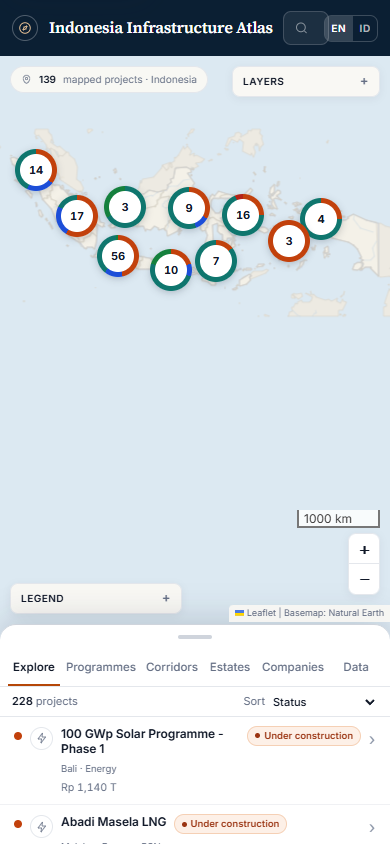 Indonesia Infrastructure Atlas
EN ID
139 mapped projects · Indonesia
LAYERS +
14
17
3
9
16
4
3
56
10
7
1000 km
+
−
LEGEND +
Leaflet | Basemap: Natural Earth
Explore Programmes Corridors Estates Companies Data
228 projects
Sort Status
100 GWp Solar Programme - Phase 1
Under construction
Bali · Energy
Rp 1,140 T
Abadi Masela LNG
Under construction